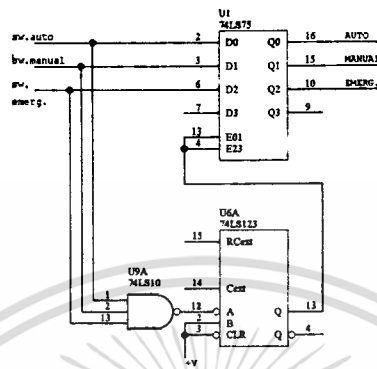 U1
74LS75
sw.auto 2 D0 Q0 16 AUTO
bw.manual 3 D1 Q1 15 MANUAL
sw. 6 D2 Q2 10 EMERG.
emerg.
7 D3 Q3 9
13 E01
4 E23
U6A
74LS123
15 RCext
U9A
74LS10
14 Cext
1
2
13
12 A Q 13
2 B
3 CLR Q 4
+V